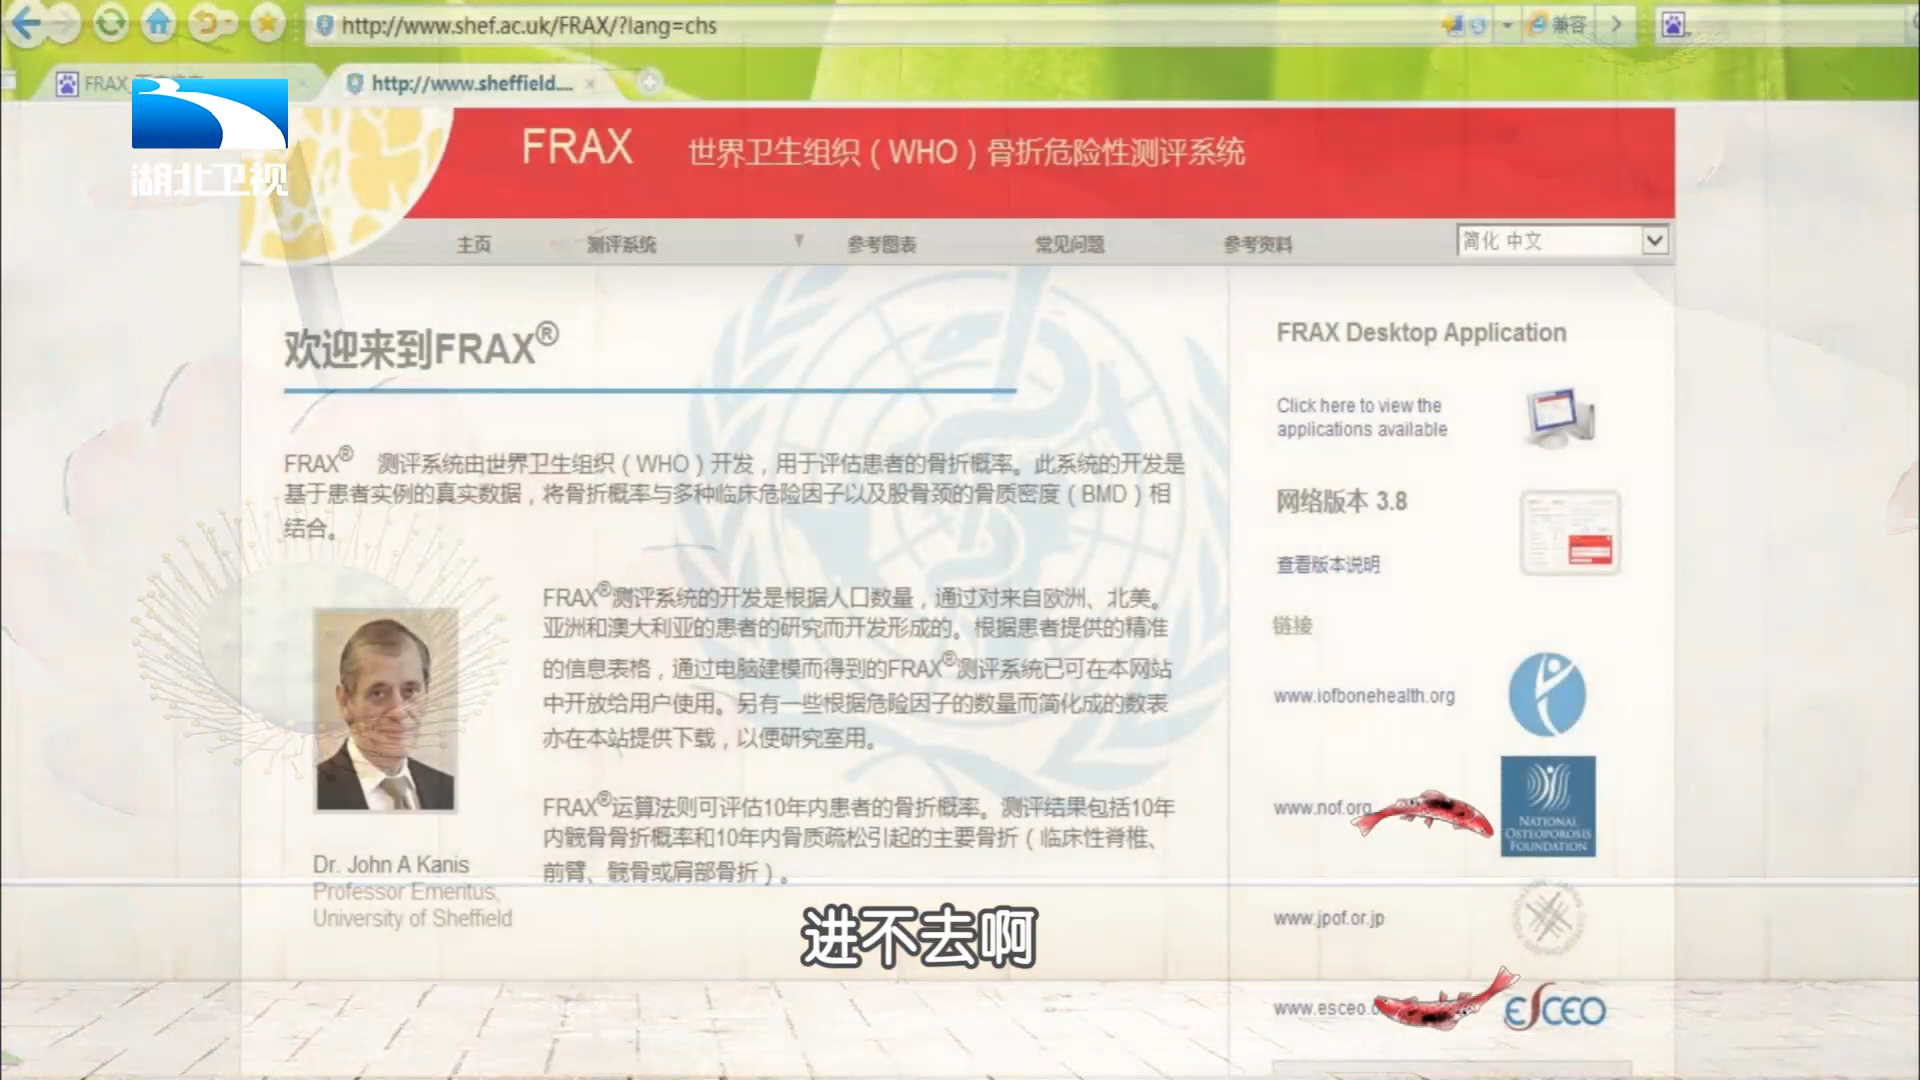 http://www.shef.ac.uk/FRAX/?lang=chs
兼容
FRAX
http://www.sheffield....
湖北卫视
FRAX 世界卫生组织（WHO）骨折危险性测评系统
主页 测评系统 参考图表 常见问题 参考资料 简化 中文
欢迎来到FRAX®
FRAX® 测评系统由世界卫生组织（WHO）开发，用于评估患者的骨折概率。此系统的开发是
基于患者实例的真实数据，将骨折概率与多种临床危险因子以及股骨颈的骨质密度（BMD）相
结合。
FRAX®测评系统的开发是根据人口数量，通过对来自欧洲、北美。
亚洲和澳大利亚的患者的研究而开发形成的。根据患者提供的精准
的信息表格，通过电脑建模而得到的FRAX®测评系统已可在本网站
中开放给用户使用。另有一些根据危险因子的数量而简化成的数表
亦在本站提供下载，以便研究室用。
FRAX®运算法则可评估10年内患者的骨折概率。测评结果包括10年
内髋骨骨折概率和10年内骨质疏松引起的主要骨折（临床性脊椎、
前臂、髋骨或肩部骨折）。
Dr. John A Kanis
Professor Emeritus,
University of Sheffield
FRAX Desktop Application
Click here to view the
applications available
网络版本 3.8
查看版本说明
链接
www.iofbonehealth.org
www.nof.org
NATIONAL
OSTEOPOROSIS
FOUNDATION
www.jpof.or.jp
www.esceo.o
ESCEO
进不去啊